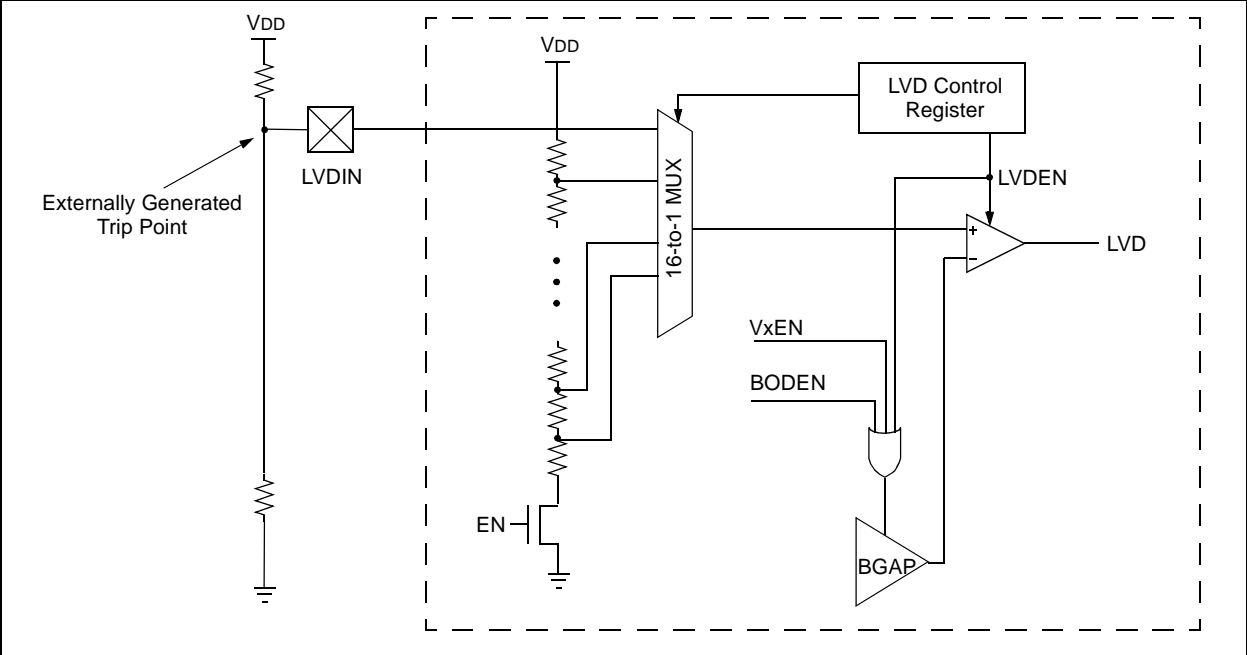 VDD
VDD
LVD Control
Register
LVDIN
16-to-1 MUX
LVDEN
Externally Generated
Trip Point
+
−
LVD
VxEN
BODEN
EN
BGAP